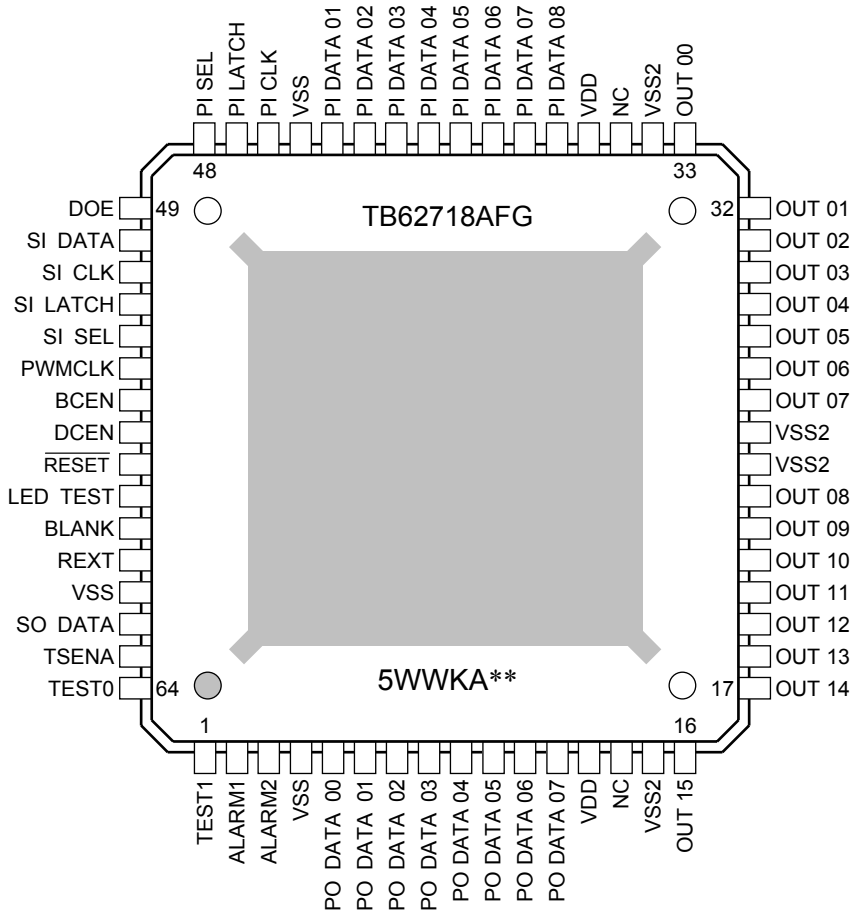 PI SEL
PI LATCH
PI CLK
VSS
PI DATA 01
PI DATA 02
PI DATA 03
PI DATA 04
PI DATA 05
PI DATA 06
PI DATA 07
PI DATA 08
VDD
NC
VSS2
OUT 00
48
33
TB62718AFG
DOE
49
SI DATA
SI CLK
SI LATCH
SI SEL
PWMCLK
BCEN
DCEN
RESET
LED TEST
BLANK
REXT
VSS
SO DATA
TSENA
TEST0
64
32
OUT 01
OUT 02
OUT 03
OUT 04
OUT 05
OUT 06
OUT 07
VSS2
VSS2
OUT 08
OUT 09
OUT 10
OUT 11
OUT 12
OUT 13
17
OUT 14
5WWKA**
1
16
TEST1
ALARM1
ALARM2
VSS
PO DATA 00
PO DATA 01
PO DATA 02
PO DATA 03
PO DATA 04
PO DATA 05
PO DATA 06
PO DATA 07
VDD
NC
VSS2
OUT 15